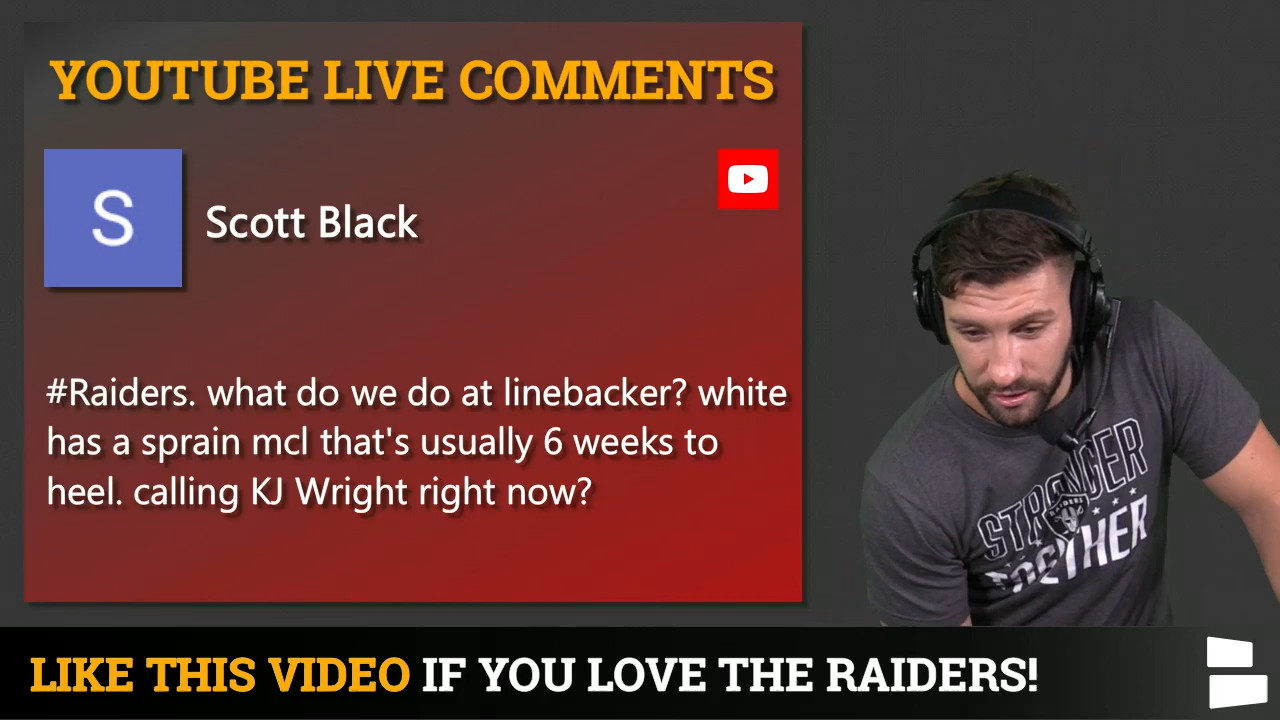 YOUTUBE LIVE COMMENTS
S
Scott Black
#Raiders. what do we do at linebacker? white
has a sprain mcl that's usually 6 weeks to
heel. calling KJ Wright right now?
STRONGER
RAIDERS
TOGETHER
LIKE THIS VIDEO IF YOU LOVE THE RAIDERS!